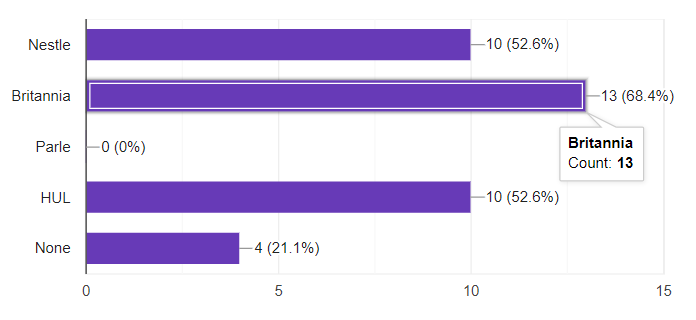 Nestle
10 (52.6%)
Britannia
13 (68.4%)
Britannia
Count: 13
Parle
0 (0%)
HUL
10 (52.6%)
None
4 (21.1%)
0
5
10
15